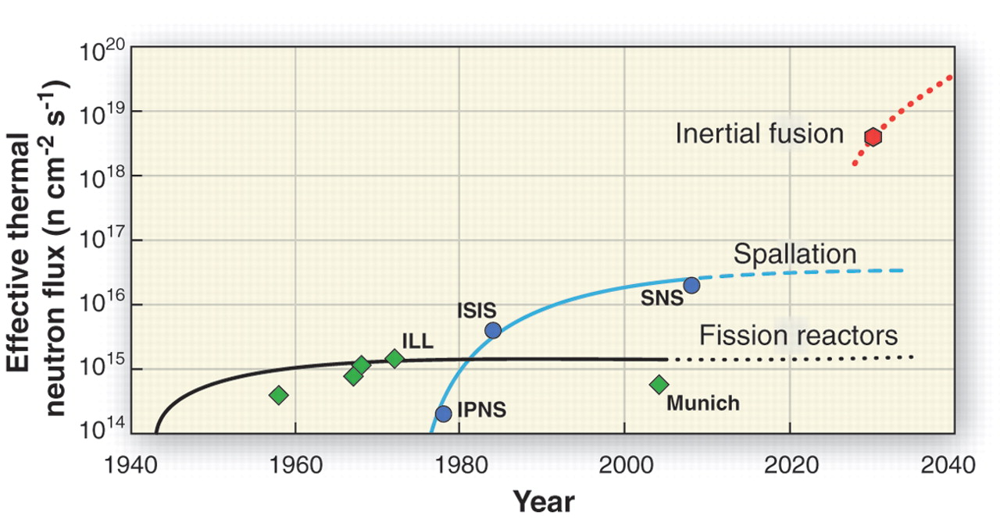 Effective thermal
neutron flux (n cm-2 s-1)
10^20
10^19
10^18
10^17
10^16
10^15
10^14
Inertial fusion
Spallation
SNS
ISIS
Fission reactors
ILL
IPNS
Munich
1940 1960 1980 2000 2020 2040
Year